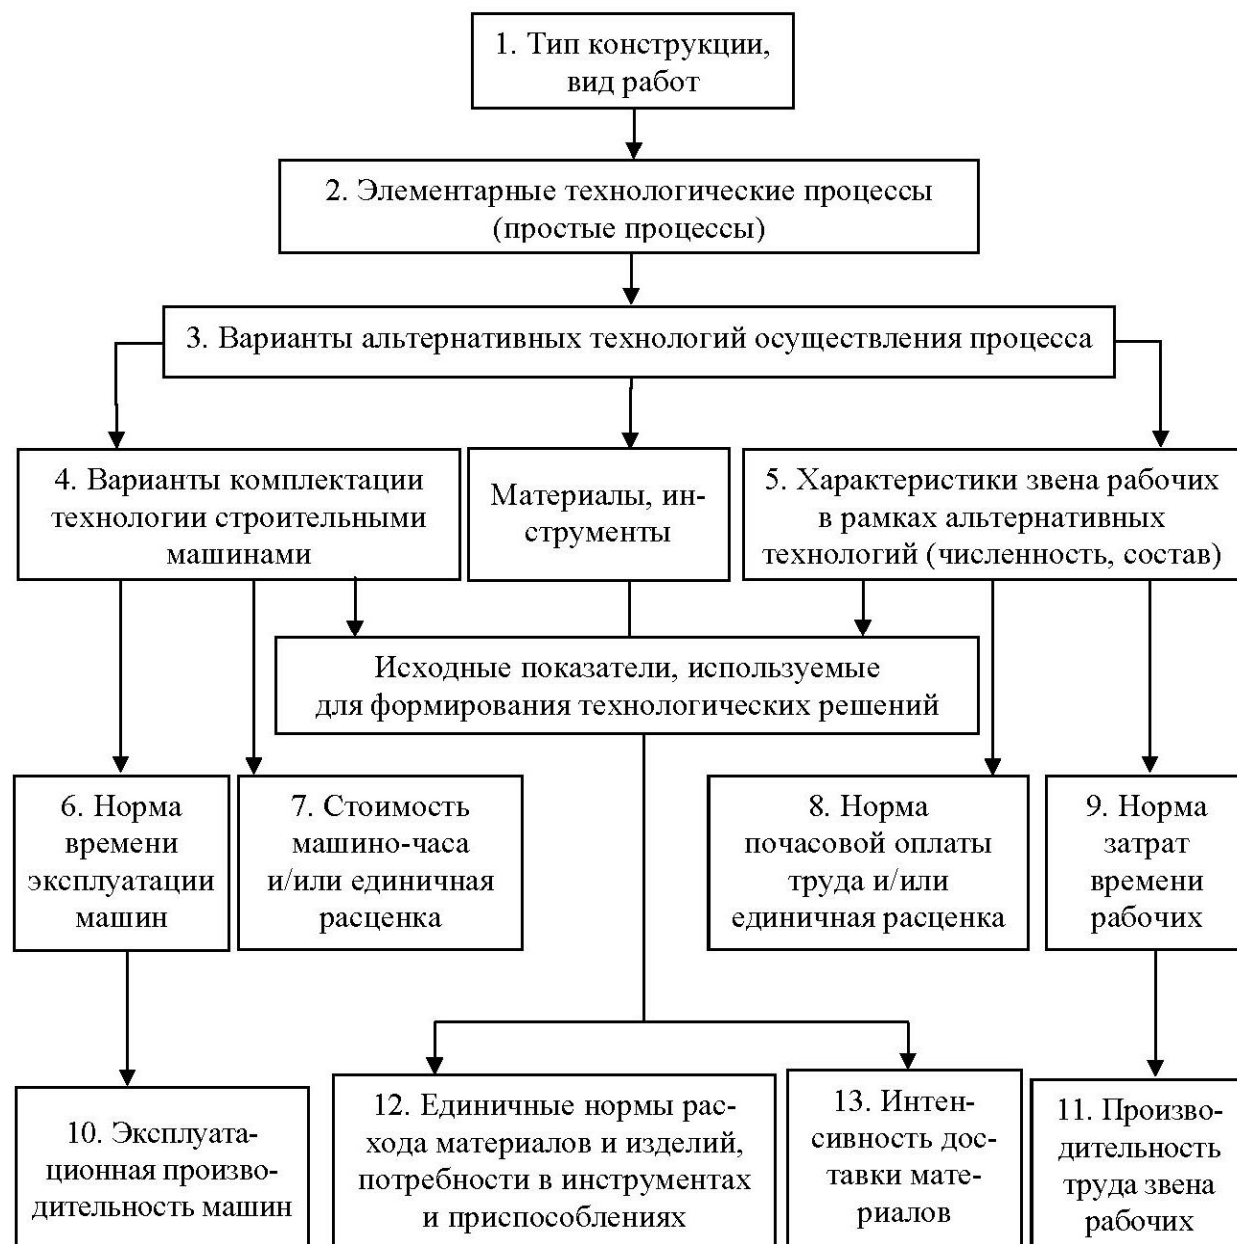 1. Тип конструкции,
вид работ
2. Элементарные технологические процессы
(простые процессы)
3. Варианты альтернативных технологий осуществления процесса
4. Варианты комплектации
технологии строительными
машинами
Материалы, ин-
струменты
5. Характеристики звена рабочих
в рамках альтернативных
технологий (численность, состав)
Исходные показатели, используемые
для формирования технологических решений
6. Норма
времени
эксплуатации
машин
7. Стоимость
машино-часа
и/или единичная
расценка
8. Норма
почасовой оплаты
труда и/или
единичная расценка
9. Норма
затрат
времени
рабочих
10. Эксплуата-
ционная произво-
дительность машин
12. Единичные нормы рас-
хода материалов и изделий,
потребности в инструментах
и приспособлениях
13. Интен-
сивность дос-
тавки мате-
риалов
11. Произво-
дительность
труда звена
рабочих